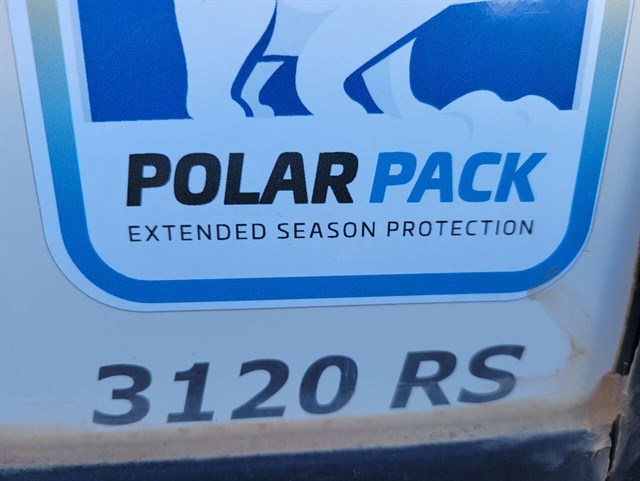 POLAR PACK
EXTENDED SEASON PROTECTION
3120 RS